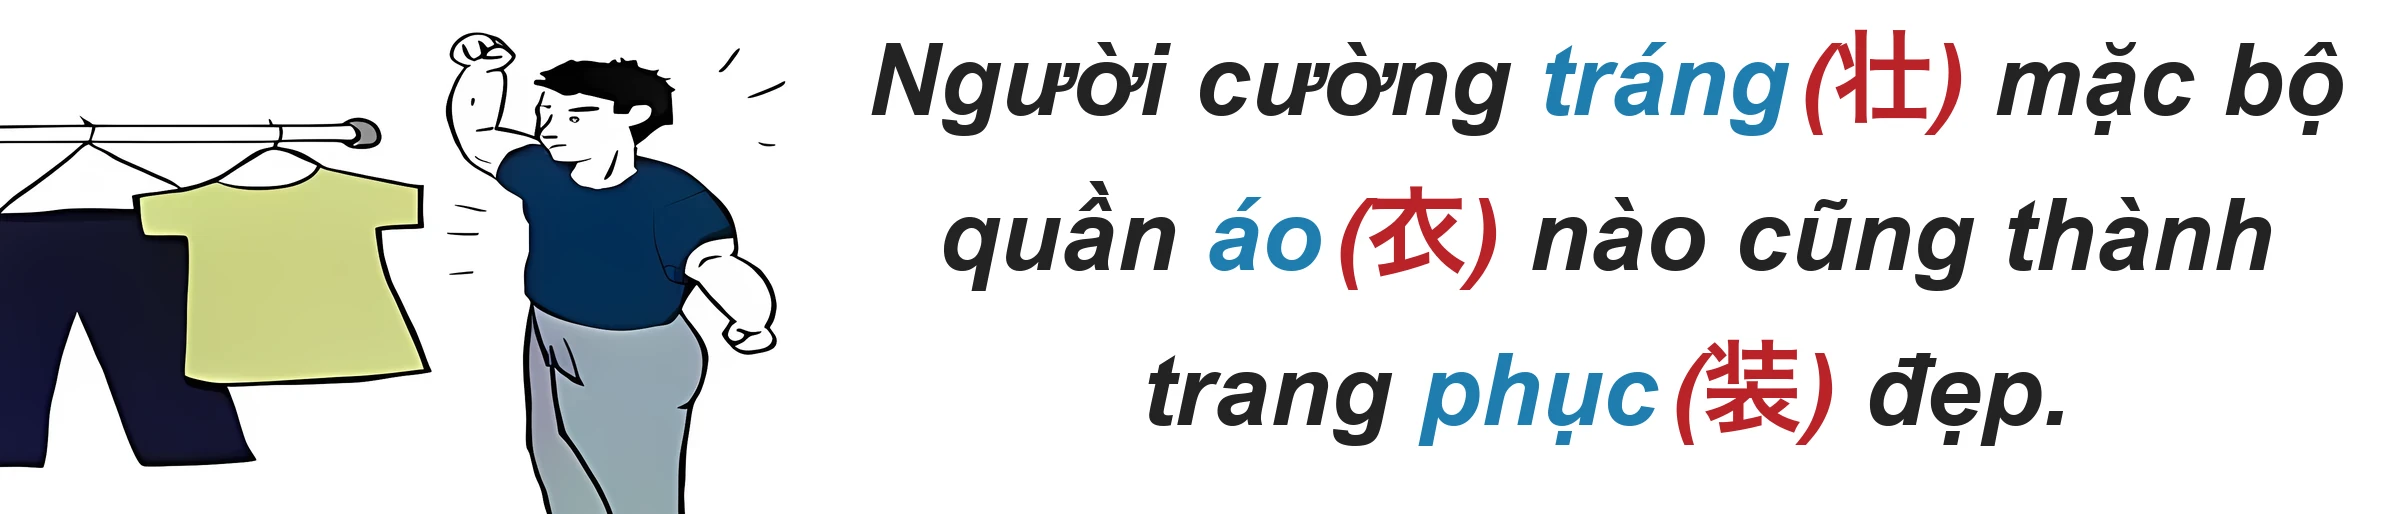 Người cường tráng (壮) mặc bộ
quần áo (衣) nào cũng thành
trang phục (装) đẹp.